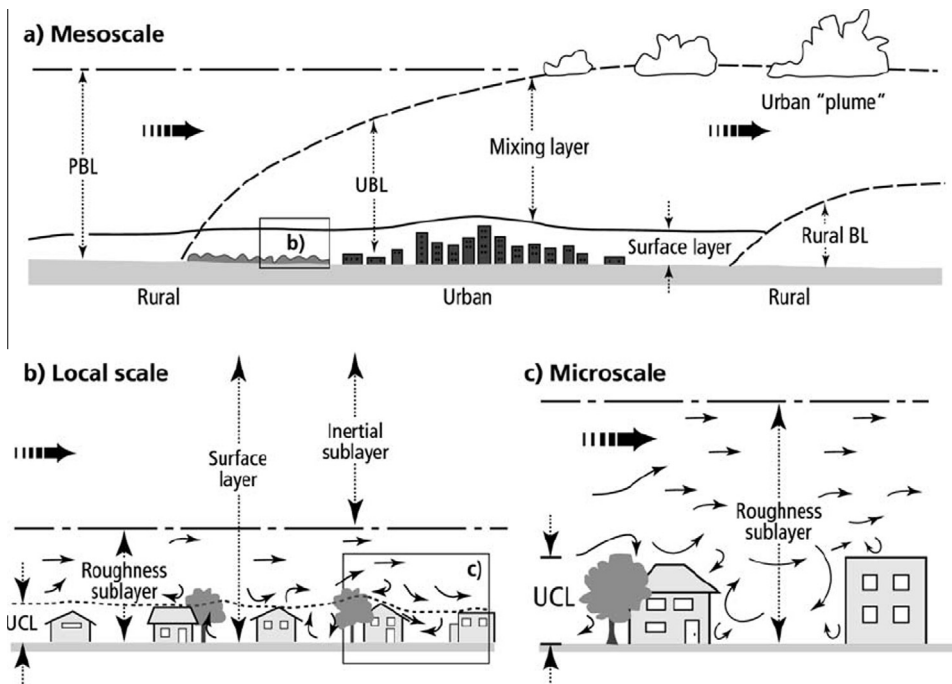 a) Mesoscale
Urban "plume"
PBL
UBL
Mixing layer
b)
Surface layer
Rural BL
Rural
Urban
Rural
b) Local scale
Surface
layer
Inertial
sublayer
Roughness
sublayer
UCL
c)
c) Microscale
Roughness
sublayer
UCL